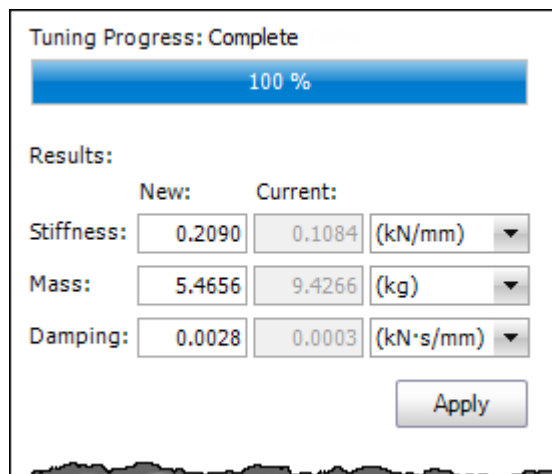 Tuning Progress: Complete
100 %
Results:
New: Current:
Stiffness: 0.2090 0.1084 (kN/mm)
Mass: 5.4656 9.4266 (kg)
Damping: 0.0028 0.0003 (kN·s/mm)
Apply